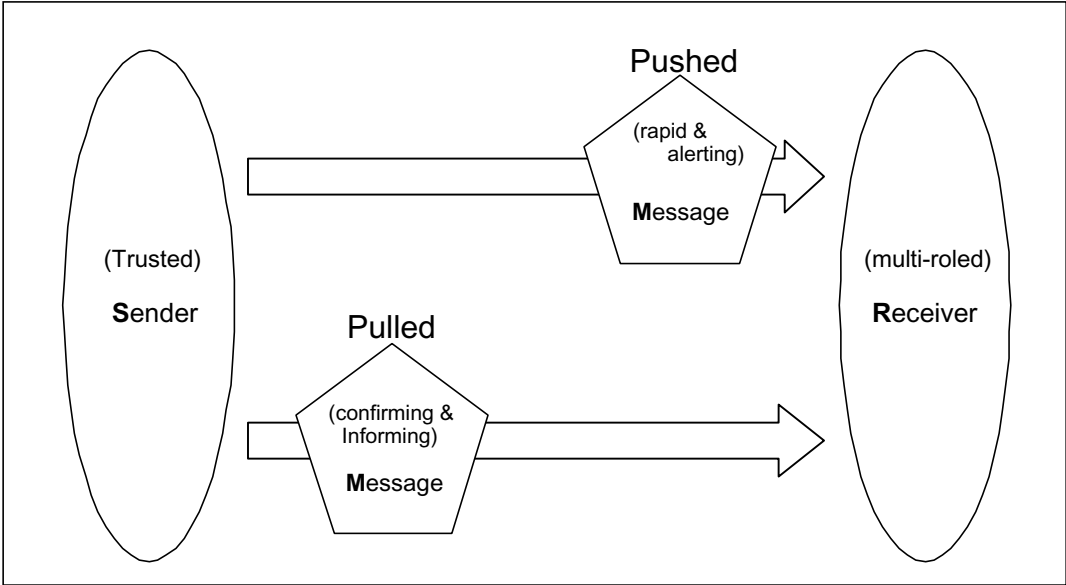 Pushed
(rapid &
alerting)
Message
(Trusted)
Sender
(multi-roled)
Receiver
Pulled
(confirming &
Informing)
Message